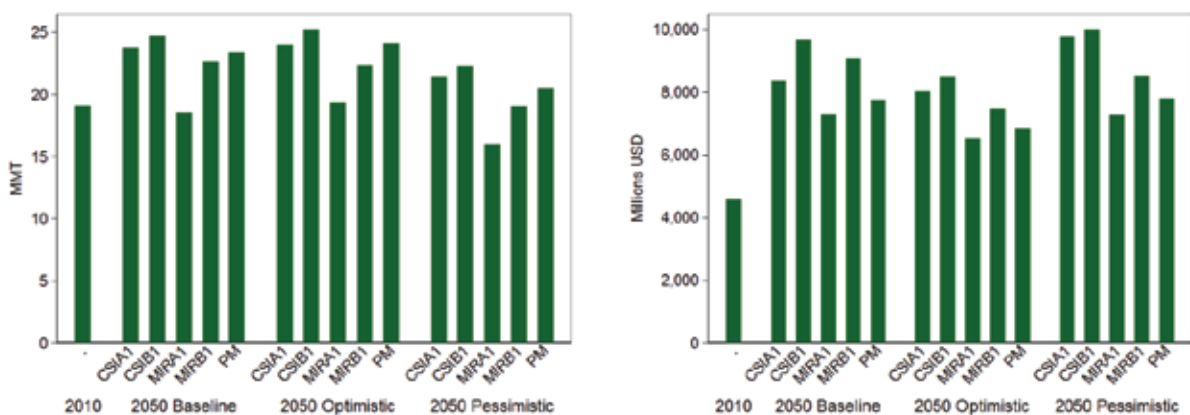 MMT
25
20
15
10
5
0
- CSIA1 CSIB1 MIRA1 MIRB1 PM CSIA1 CSIB1 MIRA1 MIRB1 PM CSIA1 CSIB1 MIRA1 MIRB1 PM
2010 2050 Baseline 2050 Optimistic 2050 Pessimistic
Millions USD
10,000
8,000
6,000
4,000
2,000
0
- CSIA1 CSIB1 MIRA1 MIRB1 PM CSIA1 CSIB1 MIRA1 MIRB1 PM CSIA1 CSIB1 MIRA1 MIRB1 PM
2010 2050 Baseline 2050 Optimistic 2050 Pessimistic